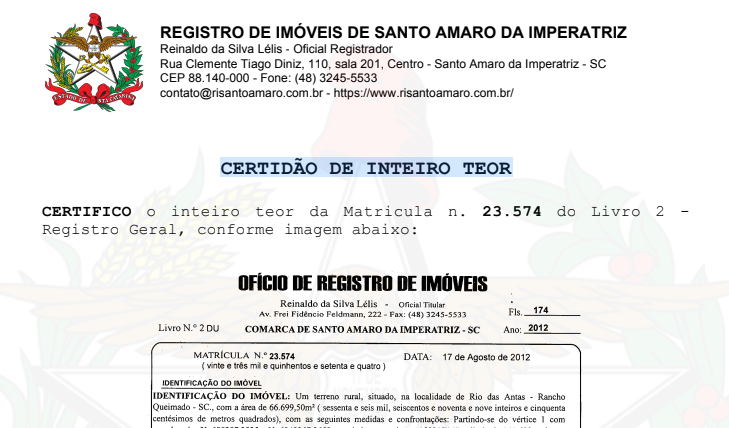 REGISTRO DE IMÓVEIS DE SANTO AMARO DA IMPERATRIZ
Reinaldo da Silva Lélis - Oficial Registrador
Rua Clemente Tiago Diniz, 110, sala 201, Centro - Santo Amaro da Imperatriz - SC
CEP 88.140-000 - Fone: (48) 3245-5533
contato@risantoamaro.com.br - https://www.risantoamaro.com.br/
CERTIDÃO DE INTEIRO TEOR
CERTIFICO o inteiro teor da Matricula n. 23.574 do Livro 2 -
Registro Geral, conforme imagem abaixo:
OFÍCIO DE REGISTRO DE IMÓVEIS
Reinaldo da Silva Lélis - Oficial Titular
Av. Frei Fidêncio Feldmann, 222 - Fax: (48) 3245-5533
Fls. 174
Livro N.º 2 DU COMARCA DE SANTO AMARO DA IMPERATRIZ - SC Ano: 2012
MATRÍCULA N.º 23.574 DATA: 17 de Agosto de 2012
( vinte e três mil e quinhentos e setenta e quatro )
IDENTIFICAÇÃO DO IMÓVEL
IDENTIFICAÇÃO DO IMÓVEL: Um terreno rural, situado, na localidade de Rio das Antas - Rancho
Queimado - SC., com a área de 66.699,50m² ( sessenta e seis mil, seiscentos e noventa e nove inteiros e cinquenta
centésimos de metros quadrados), com as seguintes medidas e confrontações: Partindo-se do vértice 1 com